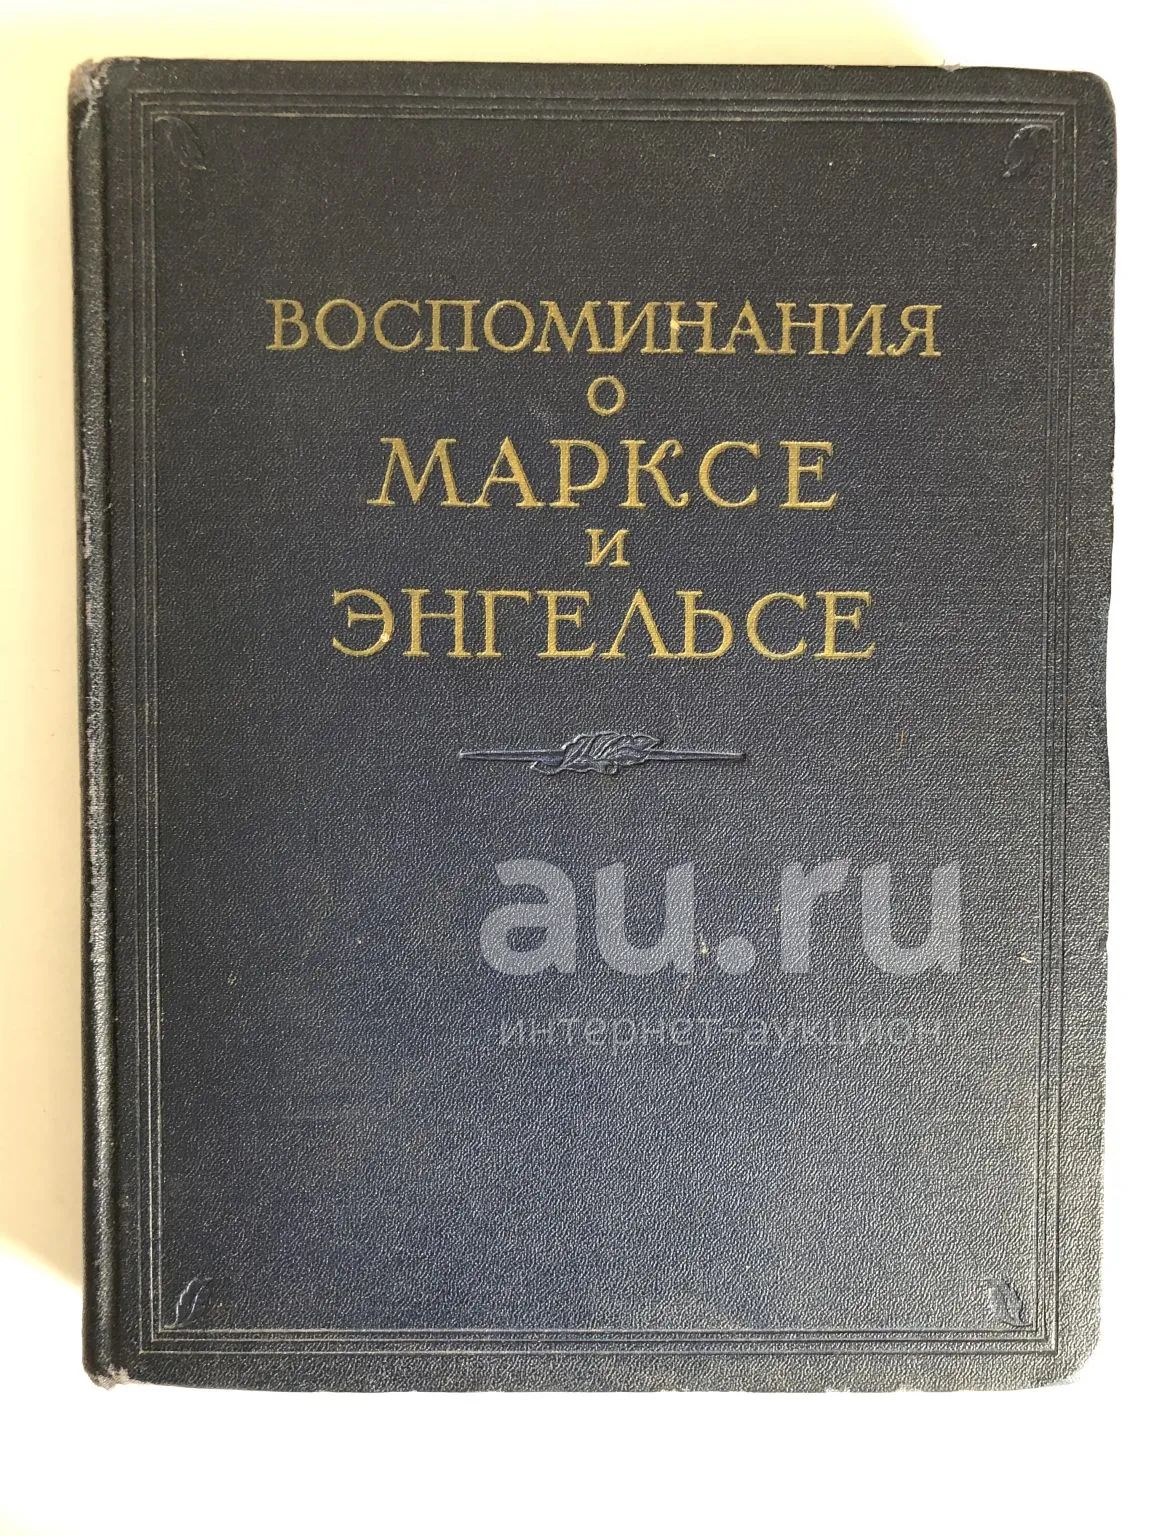 ВОСПОМИНАНИЯ
О
МАРКСЕ
И
ЭНГЕЛЬСЕ
au.ru
интернет-аукцион